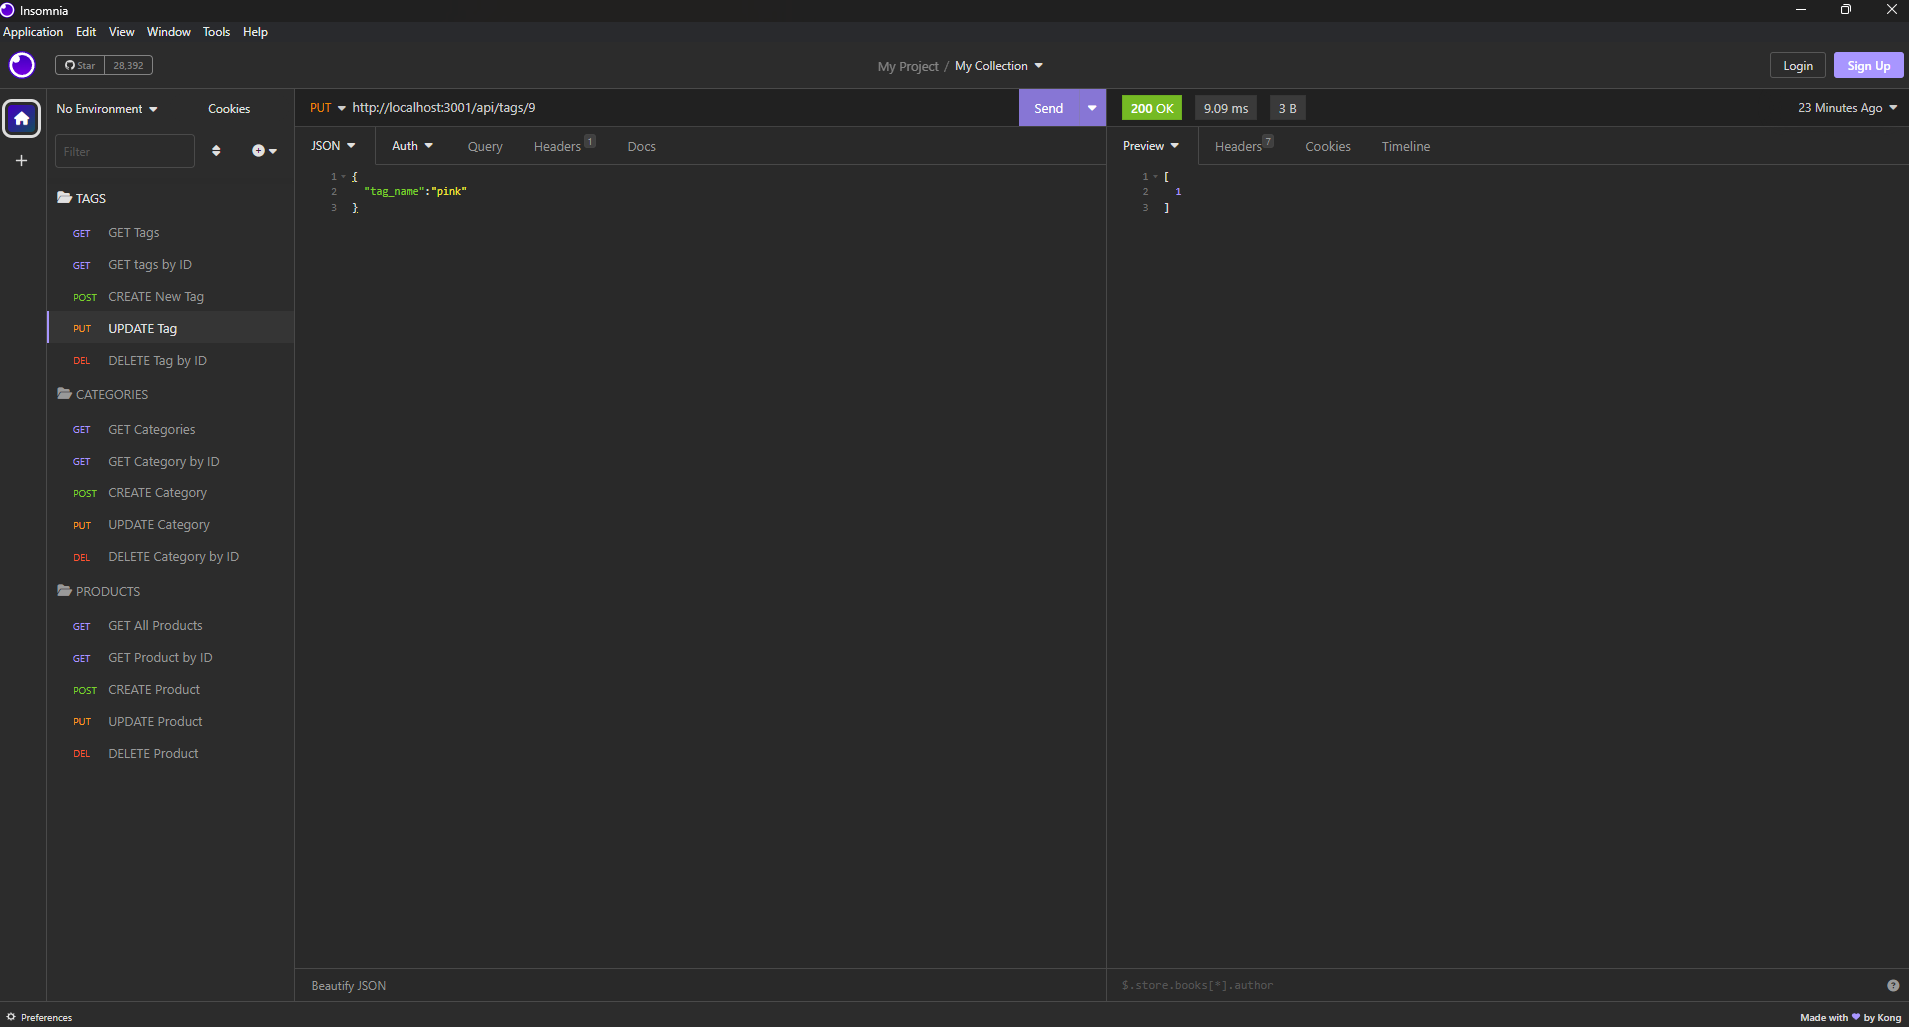 Insomnia
Application Edit View Window Tools Help
Star 28,392
My Project / My Collection
Login Sign Up
No Environment Cookies
Filter
TAGS
GET GET Tags
GET GET tags by ID
POST CREATE New Tag
PUT UPDATE Tag
DEL DELETE Tag by ID
CATEGORIES
GET GET Categories
GET GET Category by ID
POST CREATE Category
PUT UPDATE Category
DEL DELETE Category by ID
PRODUCTS
GET GET All Products
GET GET Product by ID
POST CREATE Product
PUT UPDATE Product
DEL DELETE Product
PUT http://localhost:3001/api/tags/9 Send
JSON Auth Query Headers 1 Docs
1 {
2 "tag_name":"pink"
3 }
Beautify JSON
200 OK 9.09 ms 3 B 23 Minutes Ago
Preview Headers 7 Cookies Timeline
1 [
2 1
3 ]
$.store.books[*].author ?
Preferences
Made with ♥ by Kong